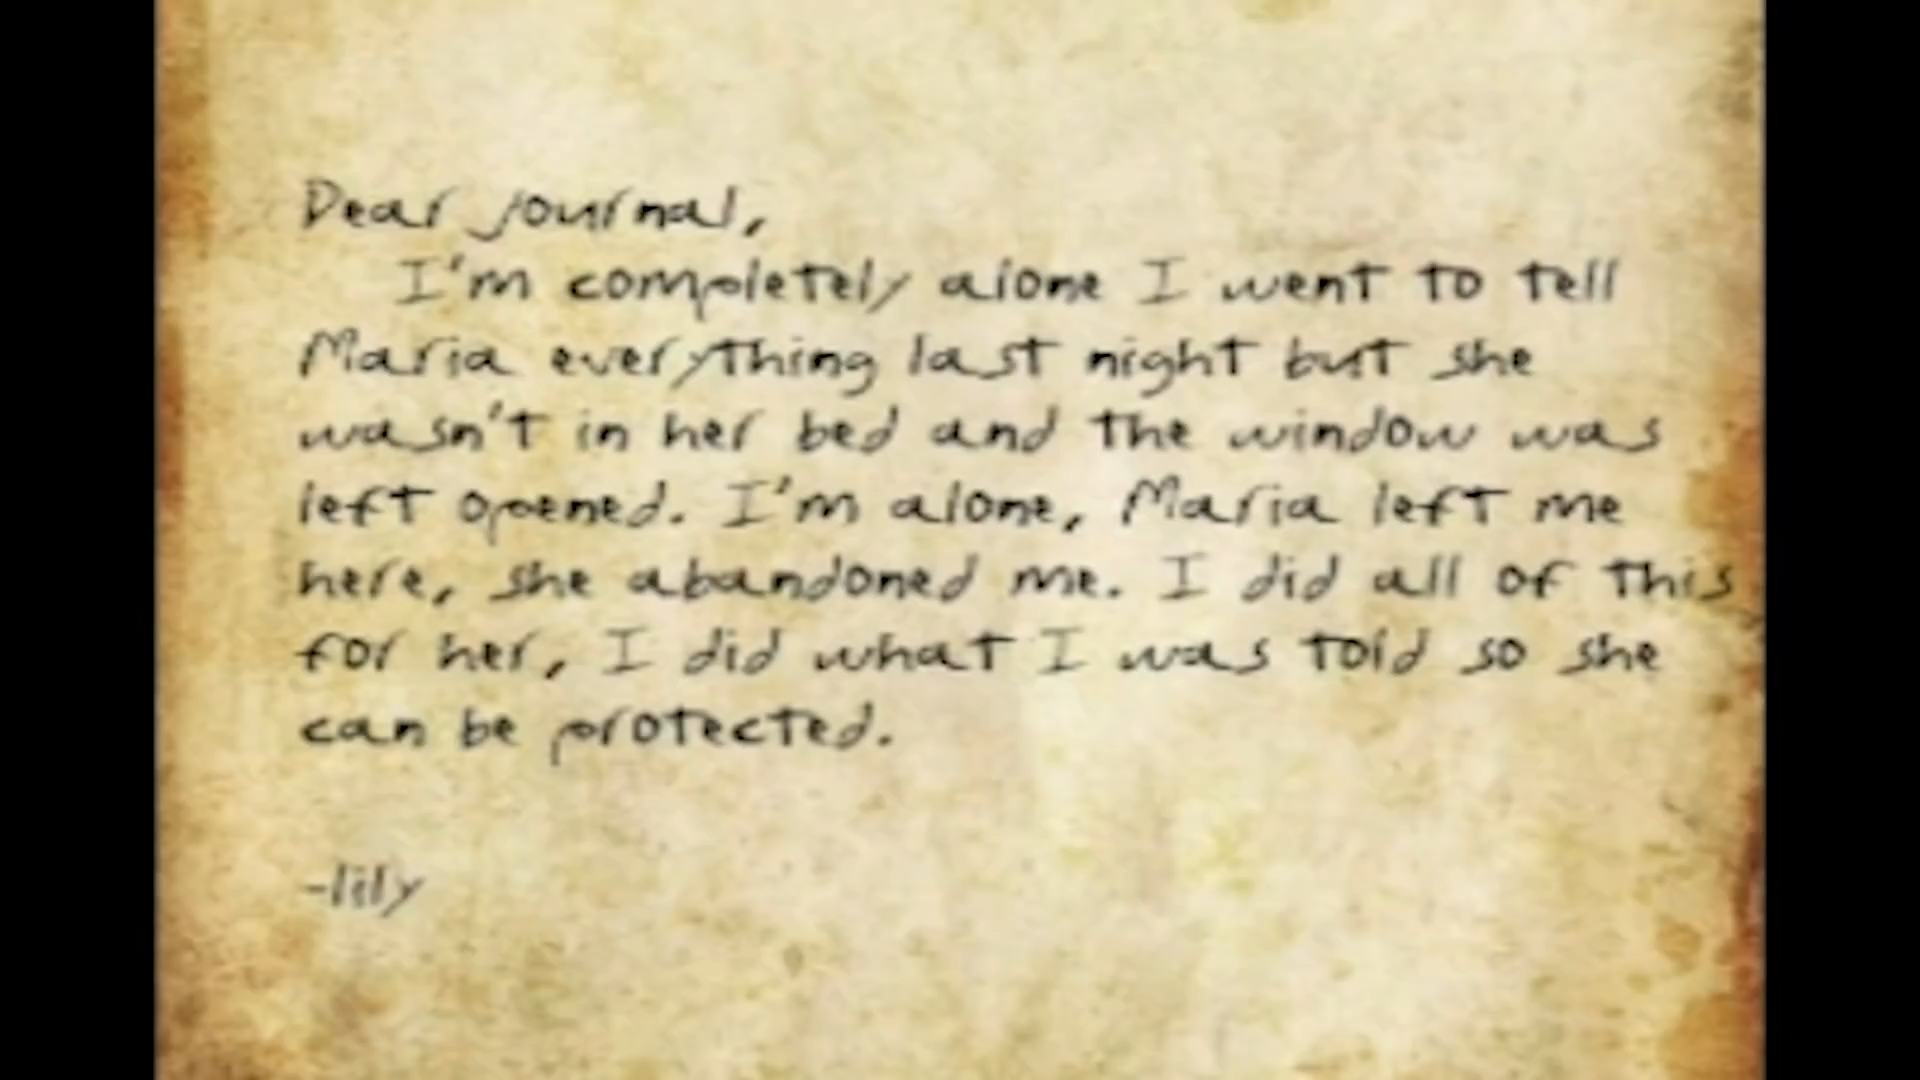 Dear journal,
I'm completely alone I went to tell
Maria everything last night but she
wasn't in her bed and the window was
left opened. I'm alone, Maria left me
here, she abandoned me. I did all of this
for her, I did what I was told so she
can be protected.
-lily